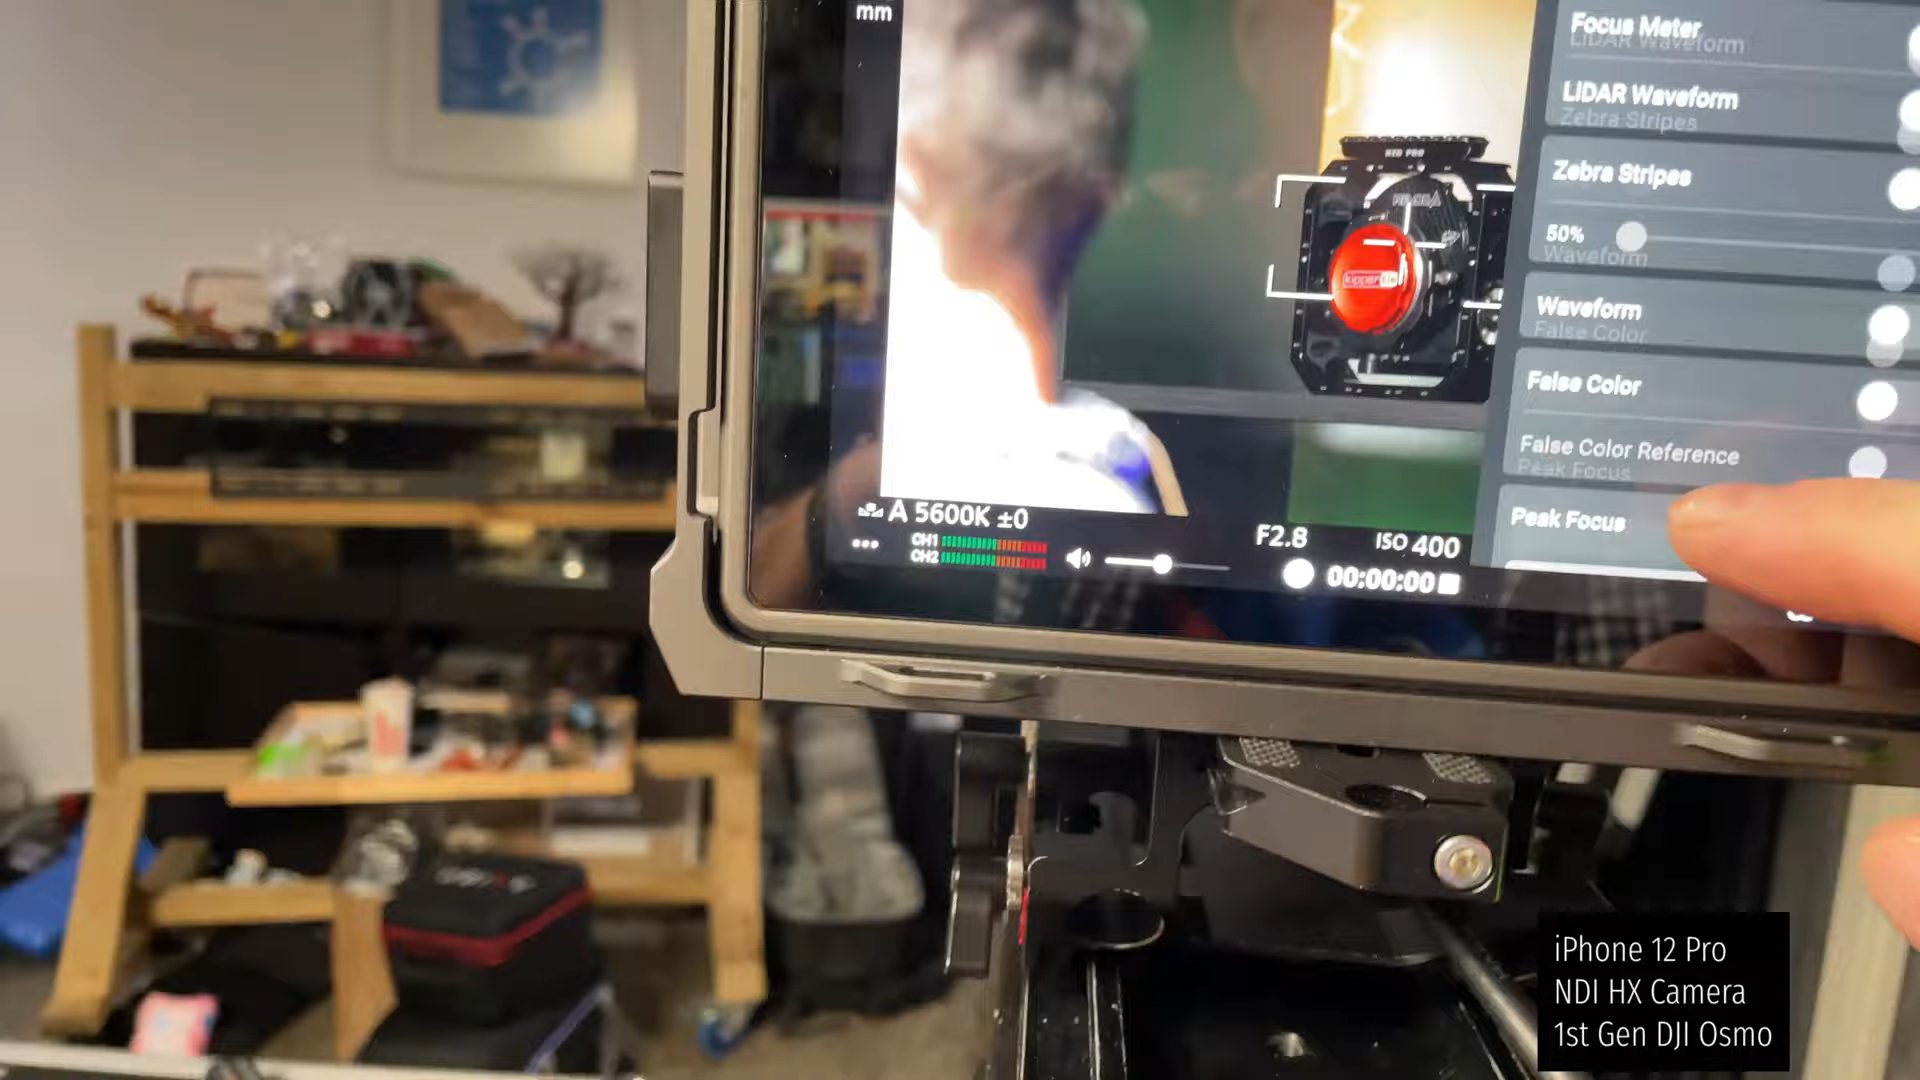 mm
Focus Meter
LiDAR Waveform
LiDAR Waveform
Zebra Stripes
Zebra Stripes
50%
Waveform
Waveform
False Color
False Color
False Color Reference
Peak Focus
Peak Focus
kippertie
A 5600K ±0
CH1
CH2
F2.8
ISO 400
00:00:00
iPhone 12 Pro
NDI HX Camera
1st Gen DJI Osmo